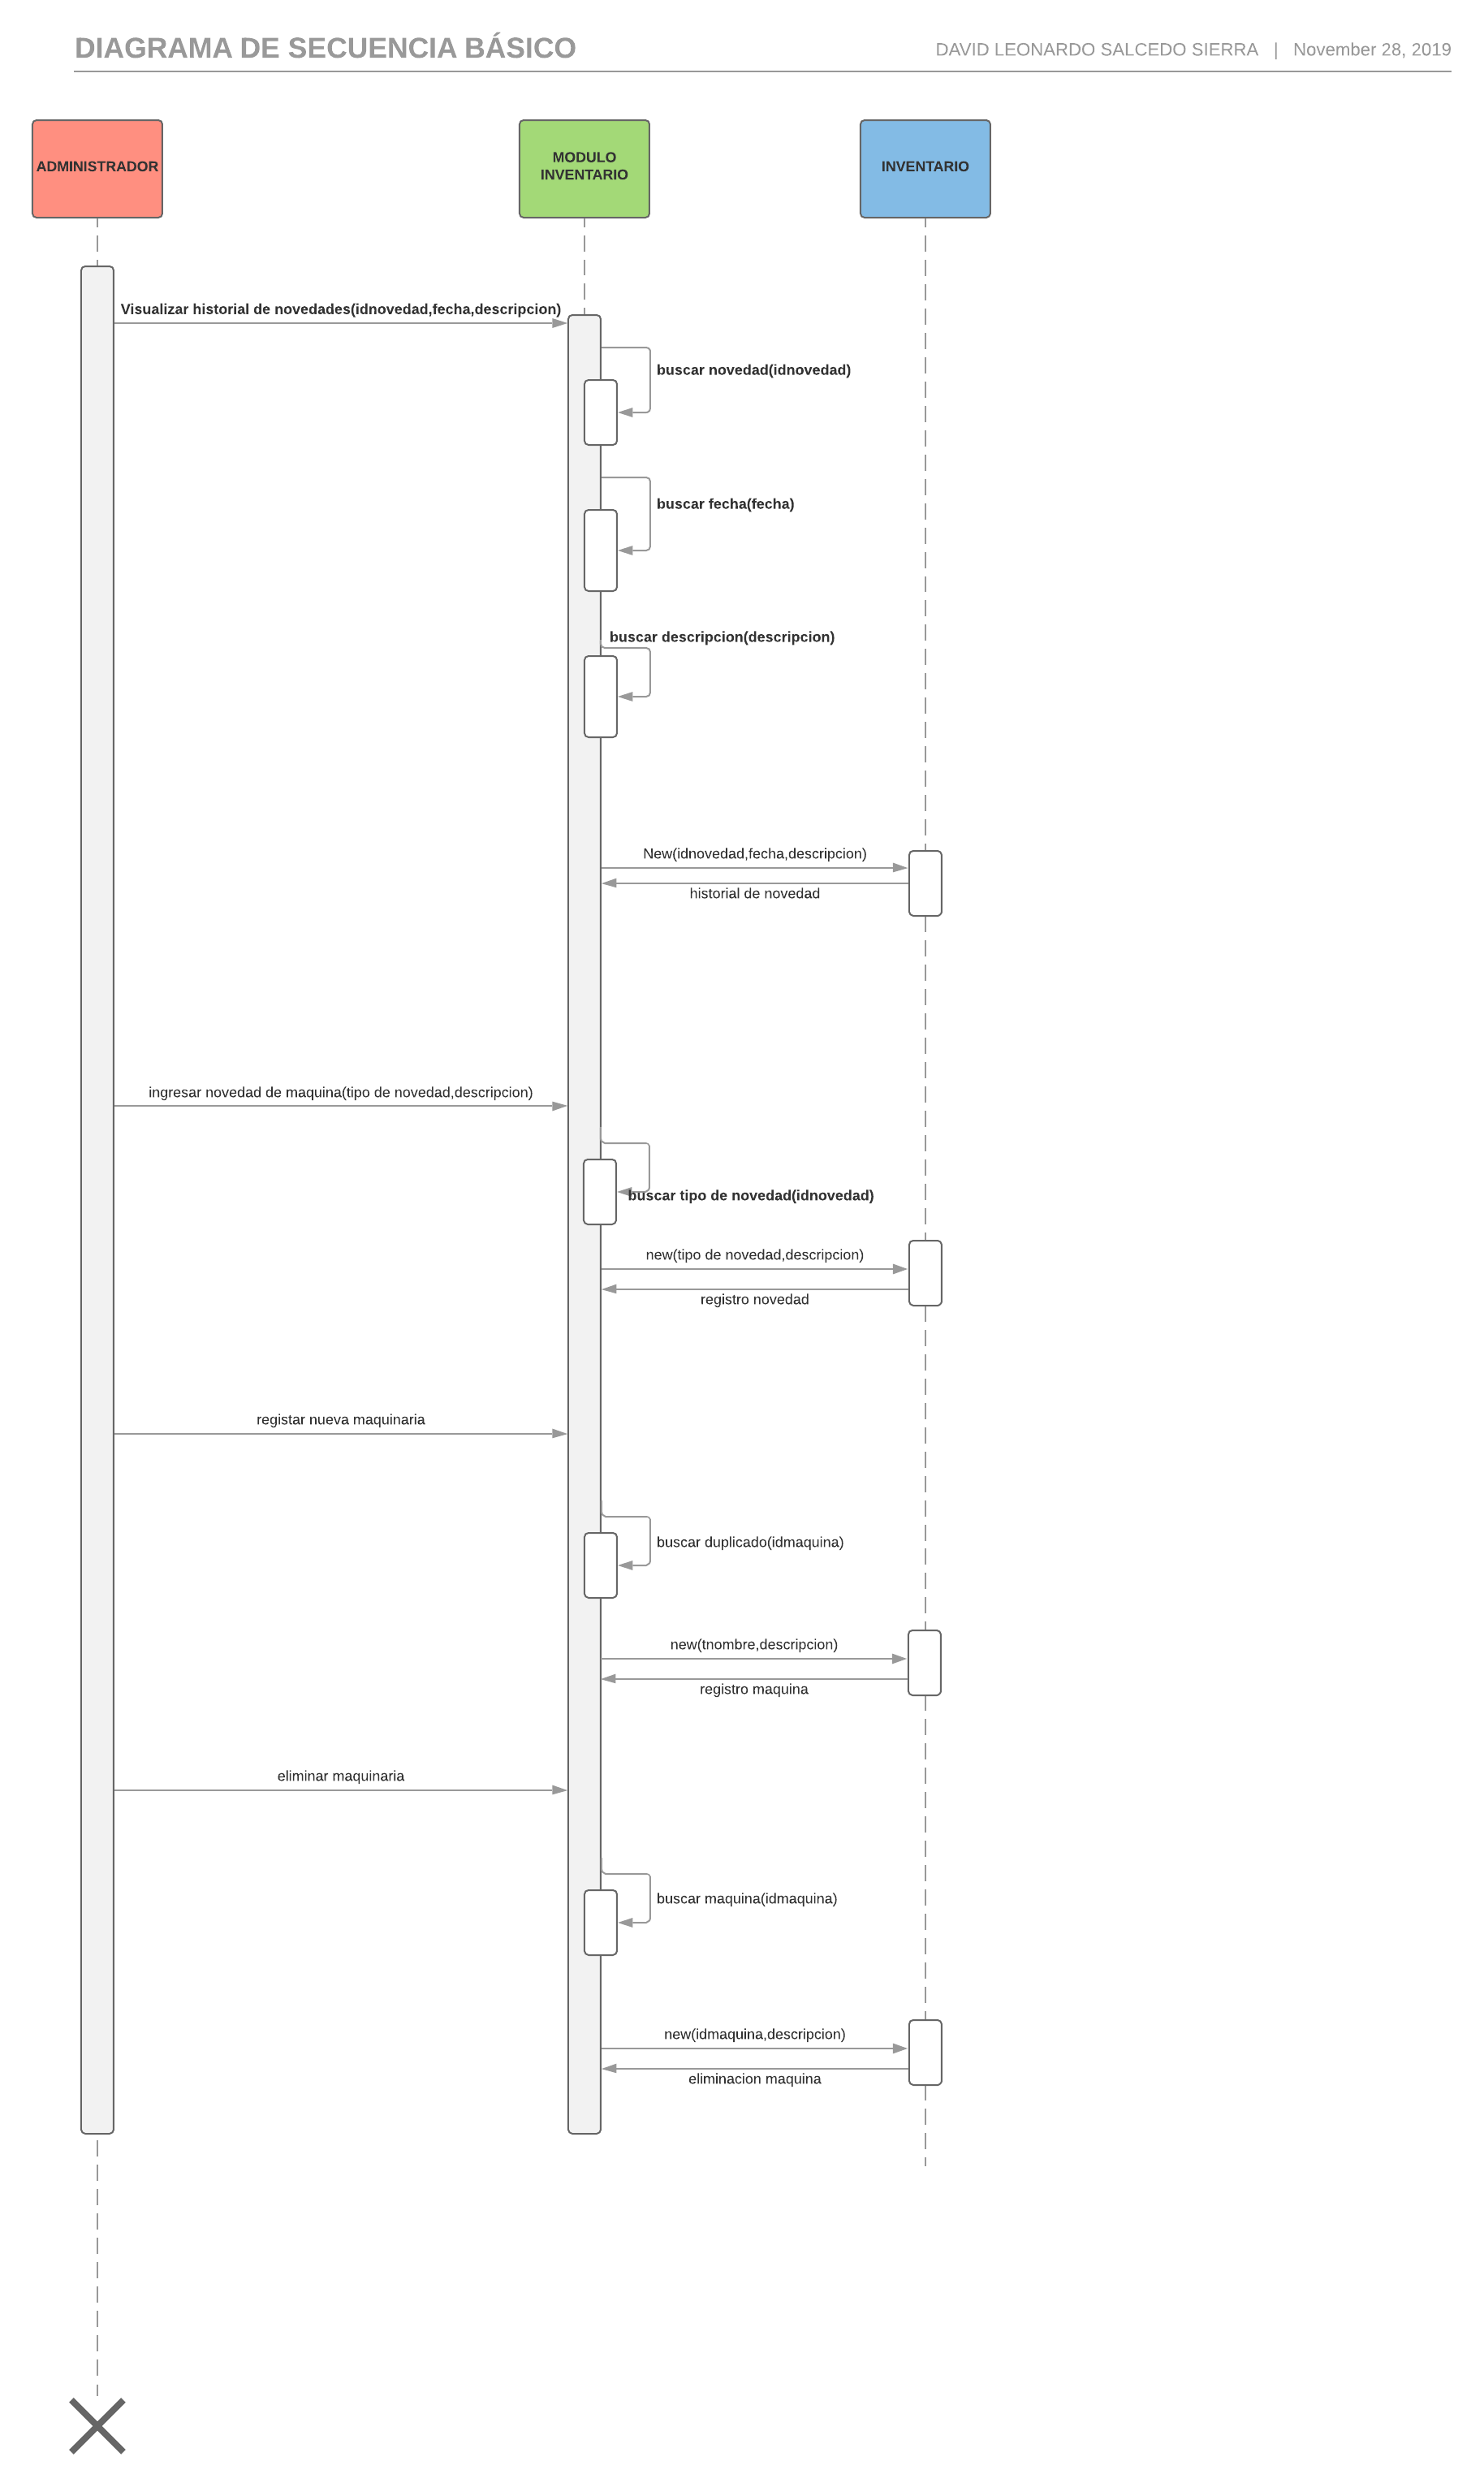 DIAGRAMA DE SECUENCIA BÁSICO
DAVID LEONARDO SALCEDO SIERRA | November 28, 2019
ADMINISTRADOR
MODULO
INVENTARIO
INVENTARIO
Visualizar historial de novedades(idnovedad,fecha,descripcion)
buscar novedad(idnovedad)
buscar fecha(fecha)
buscar descripcion(descripcion)
New(idnovedad,fecha,descripcion)
historial de novedad
ingresar novedad de maquina(tipo de novedad,descripcion)
buscar tipo de novedad(idnovedad)
new(tipo de novedad,descripcion)
registro novedad
registar nueva maquinaria
buscar duplicado(idmaquina)
new(tnombre,descripcion)
registro maquina
eliminar maquinaria
buscar maquina(idmaquina)
new(idmaquina,descripcion)
eliminacion maquina